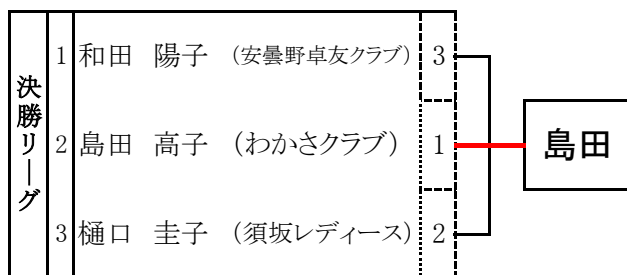 決勝リーグ
1 和田 陽子 (安曇野卓友クラブ) 3
2 島田 高子 (わかさクラブ) 1
3 樋口 圭子 (須坂レディース) 2
島田